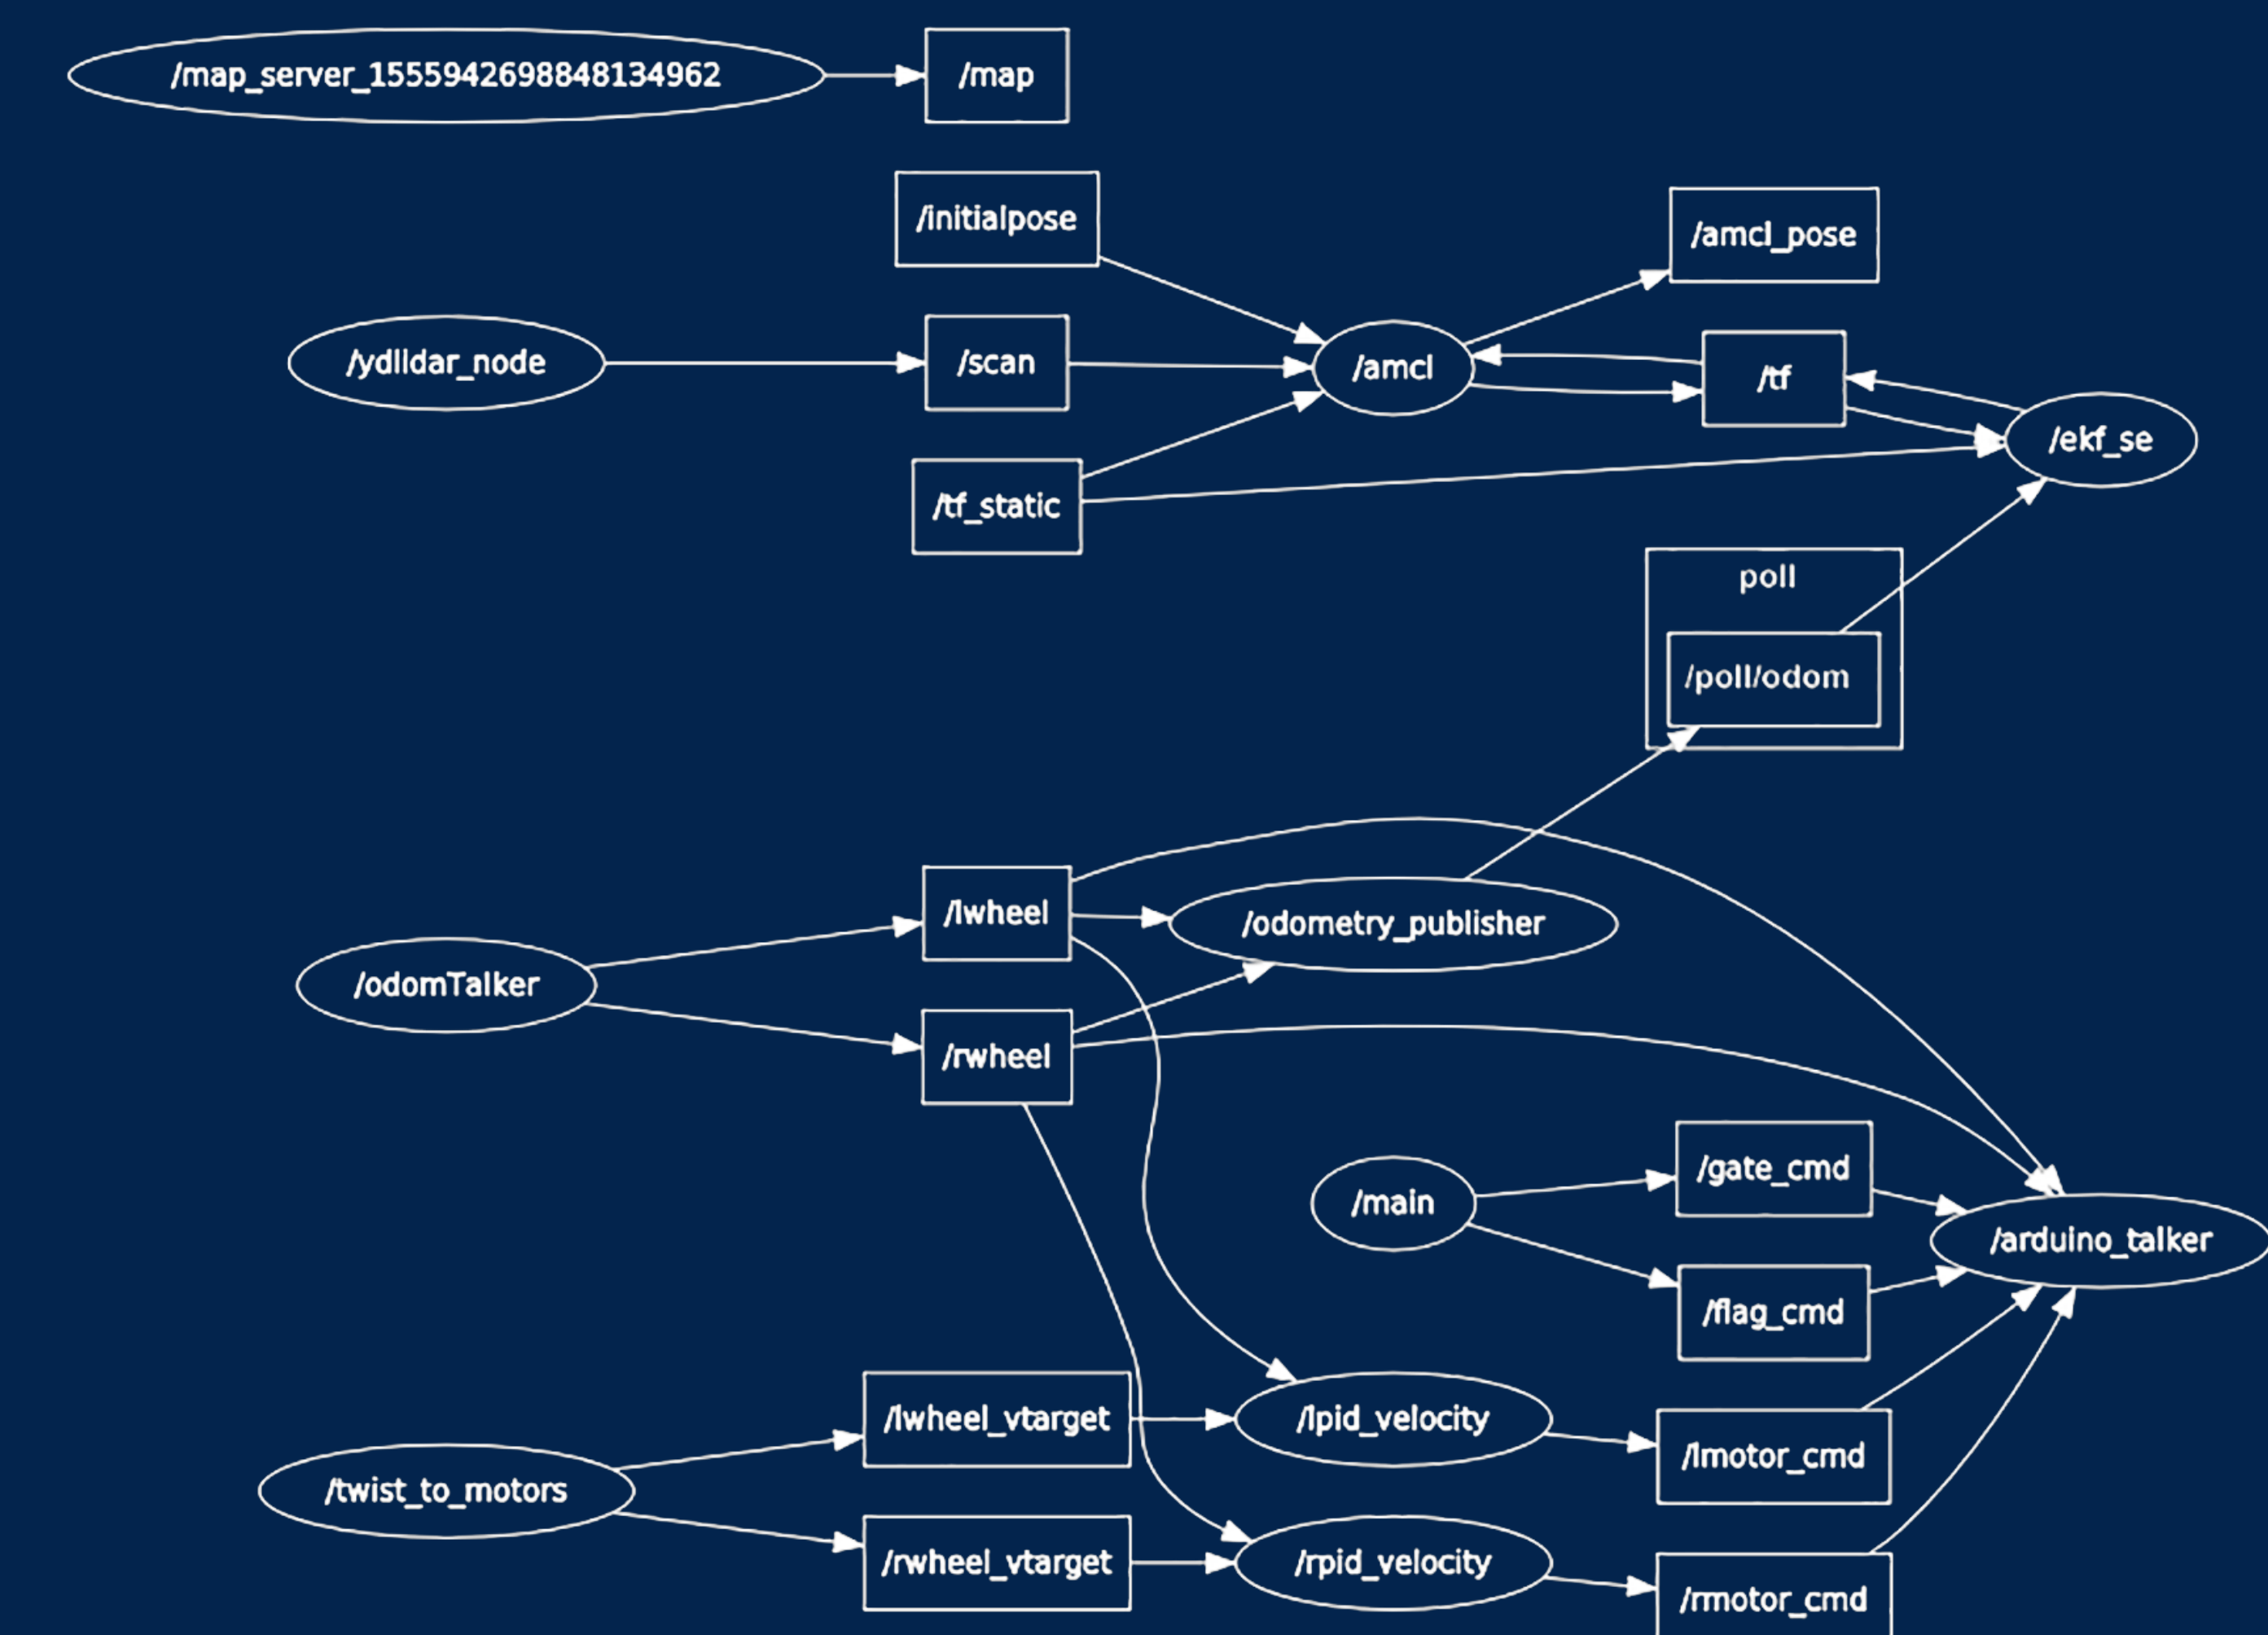 /map_server_1555942698848134962
/map
/initialpose
/amcl_pose
/ydlidar_node
/scan
/amcl
/tf
/ekf_se
/tf_static
poll
/poll/odom
/lwheel
/odometry_publisher
/odomTalker
/rwheel
/gate_cmd
/main
/arduino_talker
/flag_cmd
/lwheel_vtarget
/lpid_velocity
/lmotor_cmd
/twist_to_motors
/rwheel_vtarget
/rpid_velocity
/rmotor_cmd